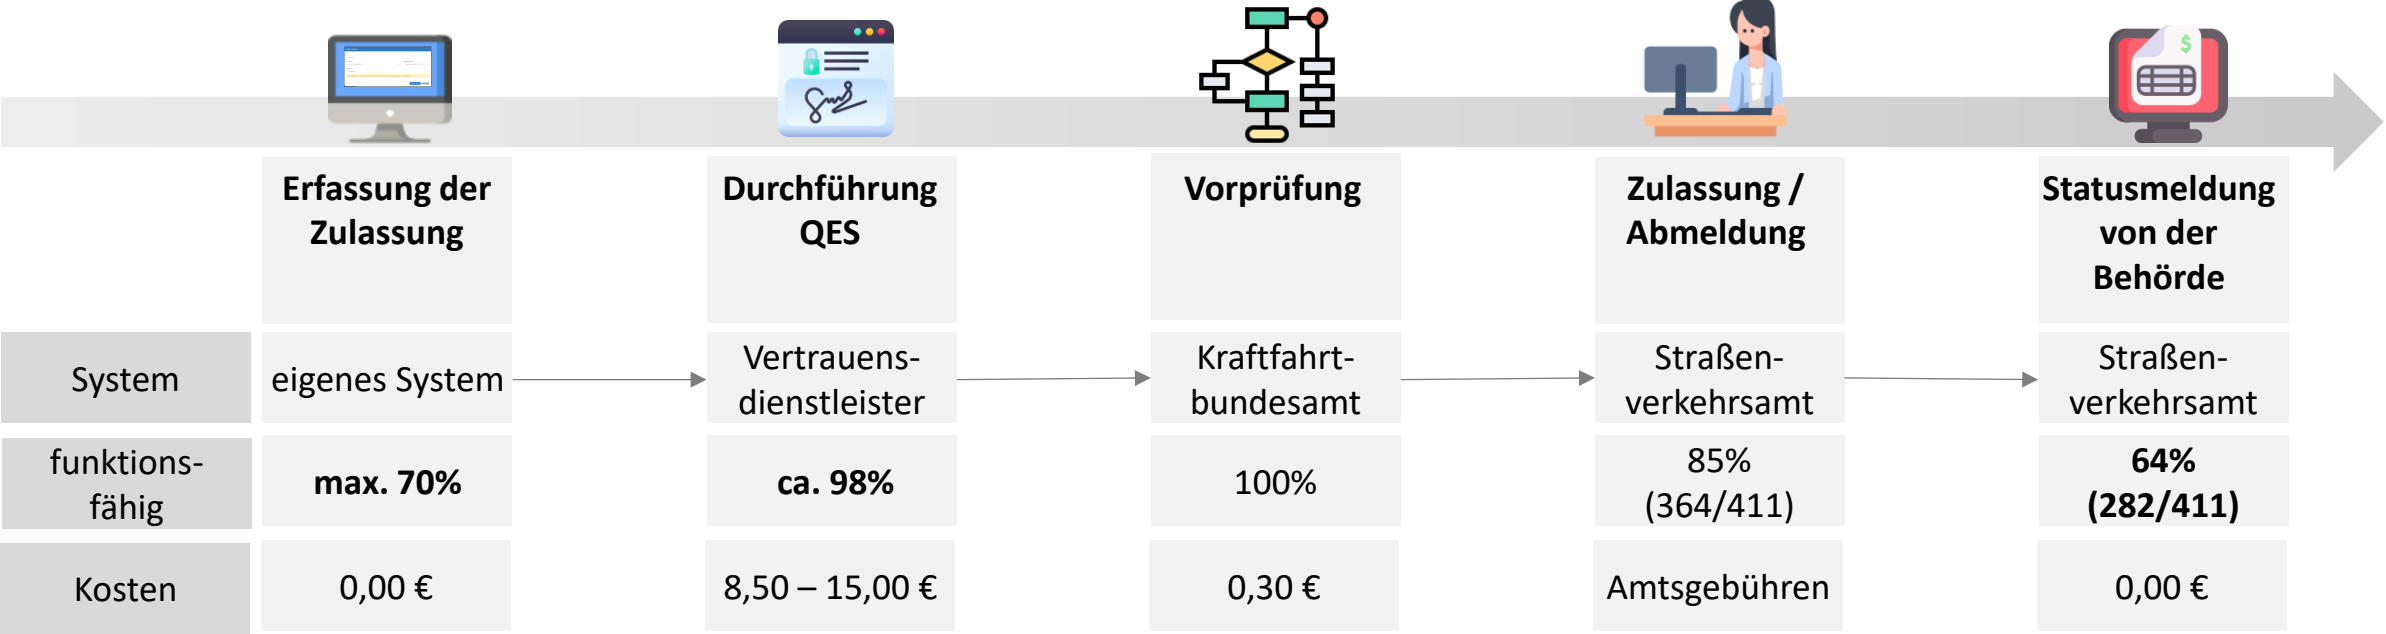 Erfassung der
Zulassung
Durchführung
QES
Vorprüfung
Zulassung /
Abmeldung
Statusmeldung
von der
Behörde
System
eigenes System
Vertrauens-
dienstleister
Kraftfahrt-
bundesamt
Straßen-
verkehrsamt
Straßen-
verkehrsamt
funktions-
fähig
max. 70%
ca. 98%
100%
85%
(364/411)
64%
(282/411)
Kosten
0,00 €
8,50 – 15,00 €
0,30 €
Amtsgebühren
0,00 €